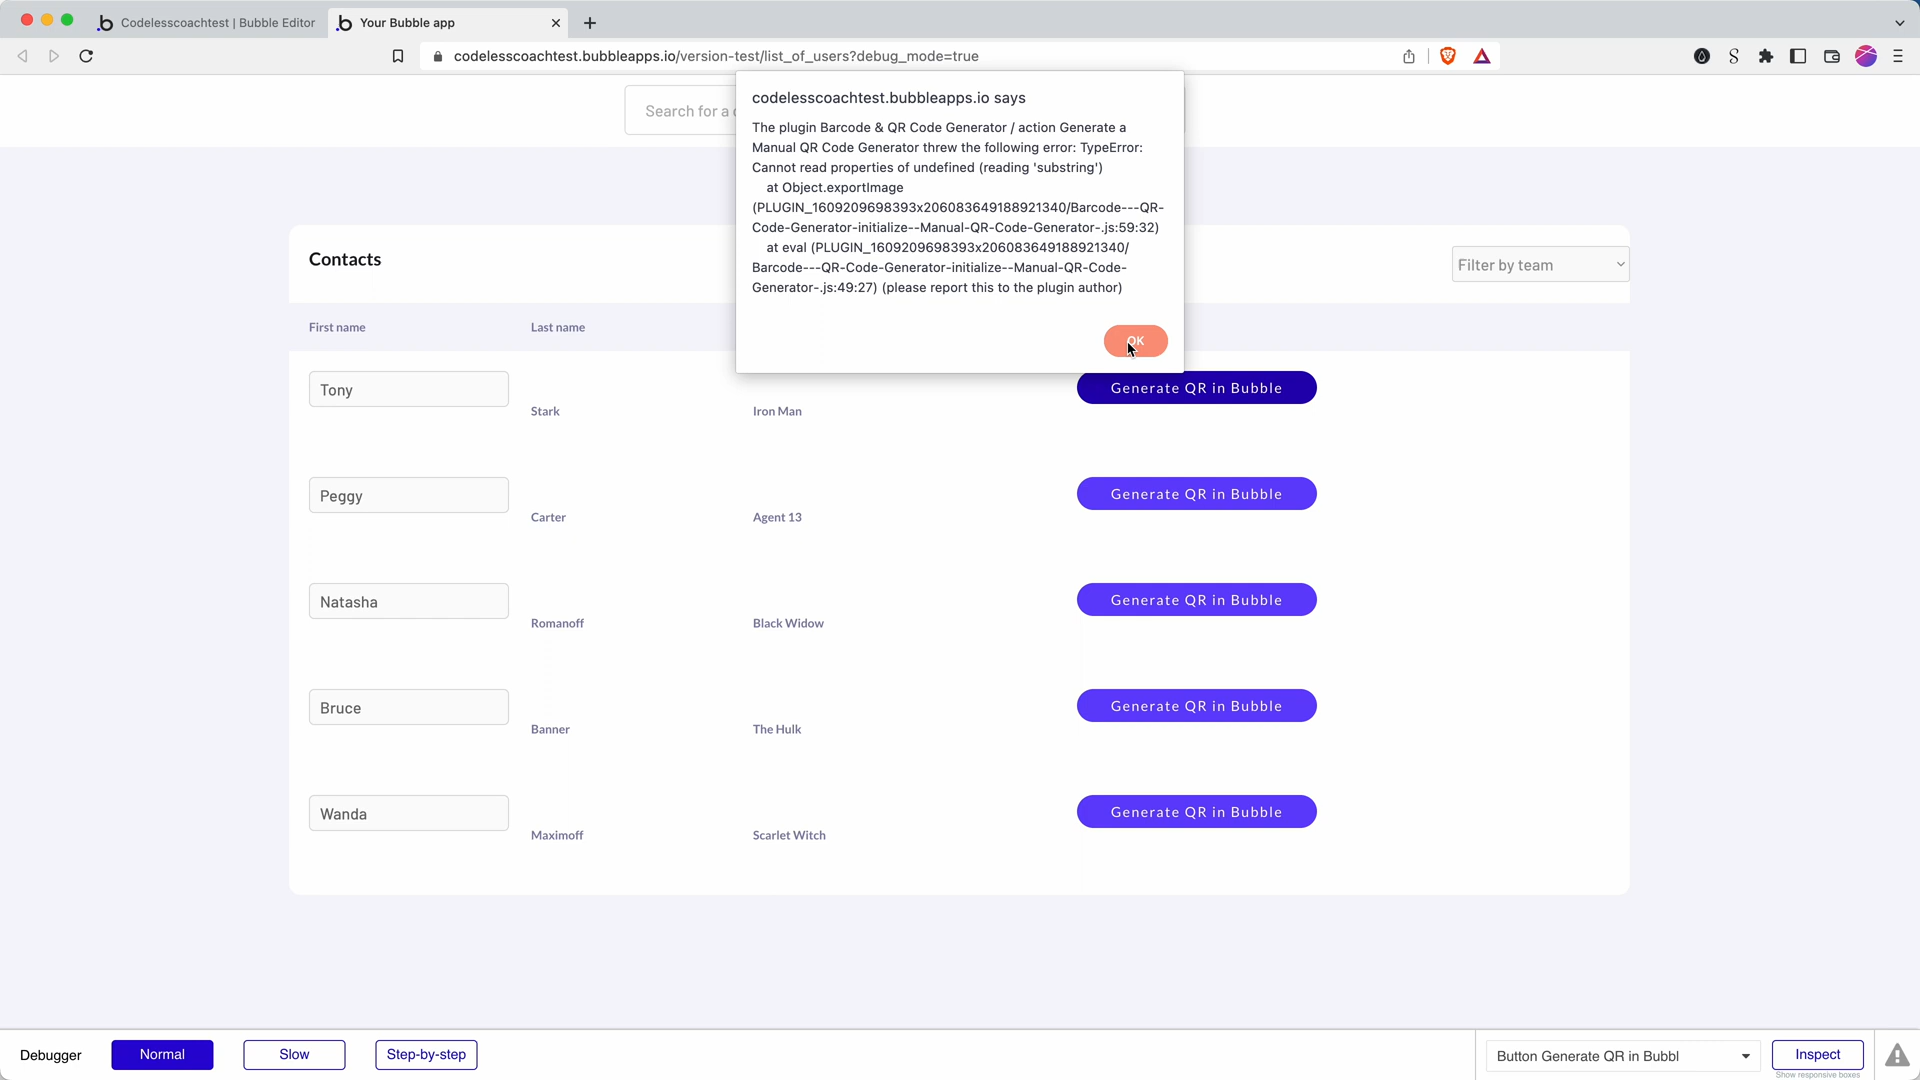 Codelesscoachtest | Bubble Editor
Your Bubble app
codelesscoachtest.bubbleapps.io/version-test/list_of_users?debug_mode=true
Search for a
codelesscoachtest.bubbleapps.io says
The plugin Barcode & QR Code Generator / action Generate a
Manual QR Code Generator threw the following error: TypeError:
Cannot read properties of undefined (reading 'substring')
at Object.exportImage
(PLUGIN_1609209698393x206083649188921340/Barcode---QR-
Code-Generator-initialize--Manual-QR-Code-Generator-.js:59:32)
at eval (PLUGIN_1609209698393x206083649188921340/
Barcode---QR-Code-Generator-initialize--Manual-QR-Code-
Generator-.js:49:27) (please report this to the plugin author)
OK
Contacts
Filter by team
First name
Last name
Tony
Stark
Iron Man
Generate QR in Bubble
Peggy
Carter
Agent 13
Generate QR in Bubble
Natasha
Romanoff
Black Widow
Generate QR in Bubble
Bruce
Banner
The Hulk
Generate QR in Bubble
Wanda
Maximoff
Scarlet Witch
Generate QR in Bubble
Debugger
Normal
Slow
Step-by-step
Button Generate QR in Bubbl
Inspect
Show responsive boxes